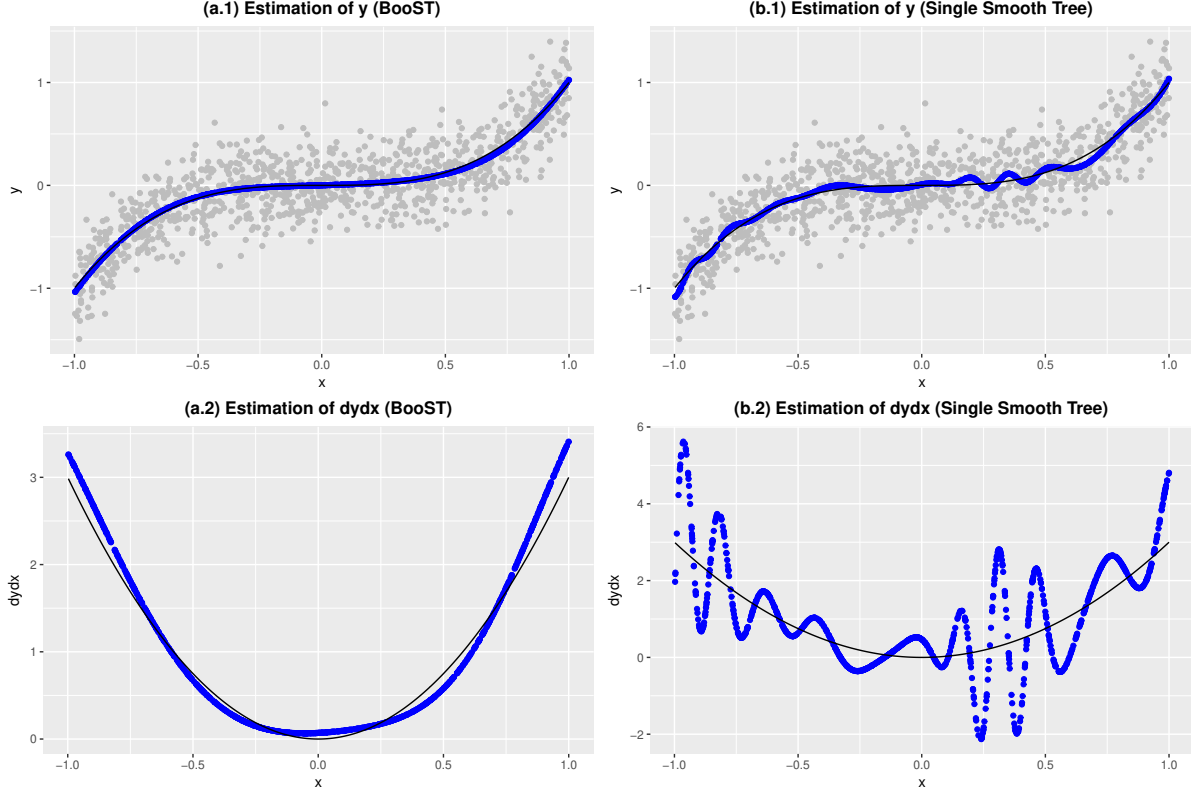 (a.1) Estimation of y (BooST)
y
1
0
−1
−1.0 −0.5 0.0 0.5 1.0
x
(b.1) Estimation of y (Single Smooth Tree)
y
1
0
−1
−1.0 −0.5 0.0 0.5 1.0
x
(a.2) Estimation of dydx (BooST)
dydx
3
2
1
0
−1.0 −0.5 0.0 0.5 1.0
x
(b.2) Estimation of dydx (Single Smooth Tree)
dydx
6
4
2
0
−2
−1.0 −0.5 0.0 0.5 1.0
x